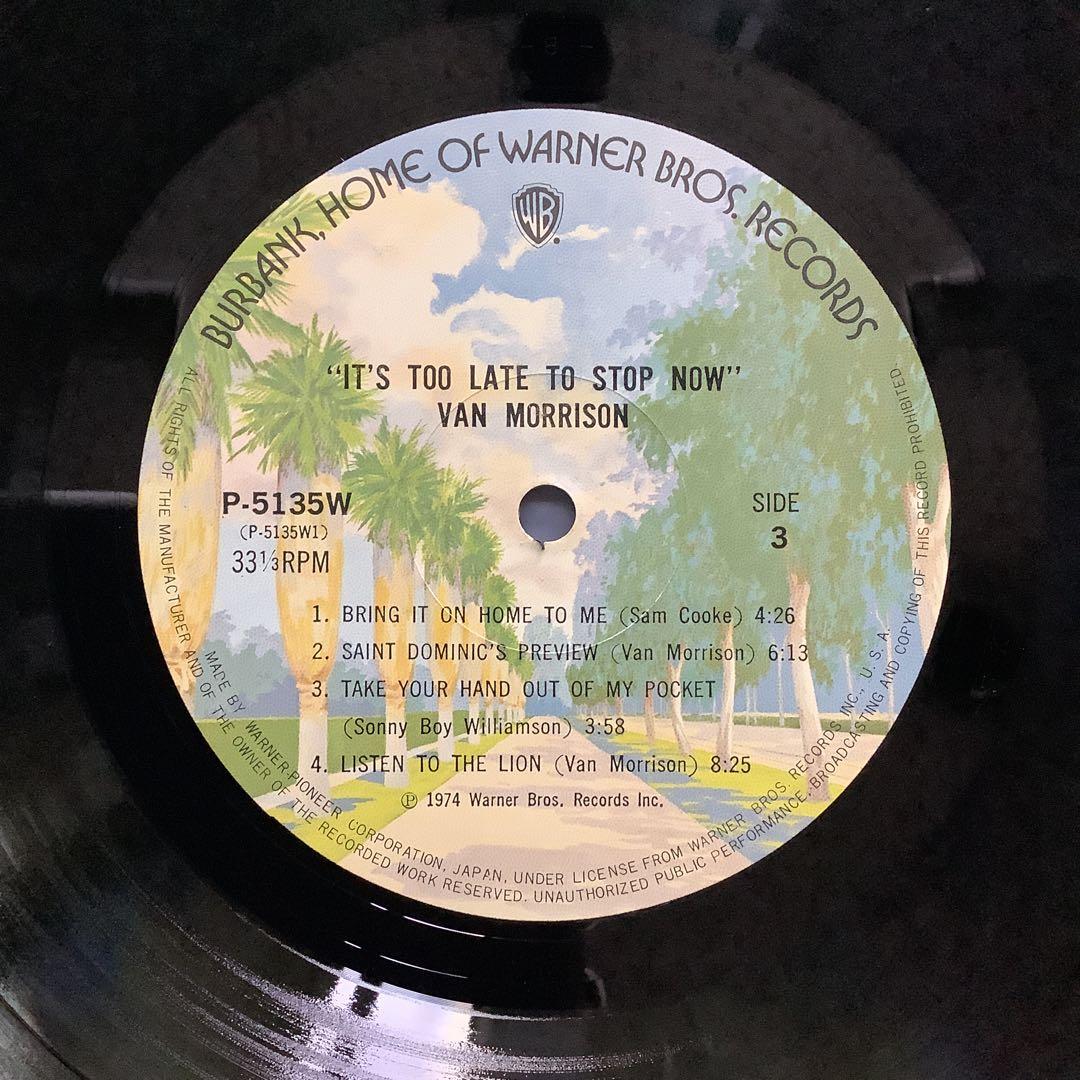 BURBANK, HOME OF WARNER BROS. RECORDS
WB
"IT'S TOO LATE TO STOP NOW"
VAN MORRISON
P-5135W
(P-5135W1)
33⅓RPM
SIDE
3
1. BRING IT ON HOME TO ME (Sam Cooke) 4:26
2. SAINT DOMINIC'S PREVIEW (Van Morrison) 6:13
3. TAKE YOUR HAND OUT OF MY POCKET
(Sonny Boy Williamson) 3:58
4. LISTEN TO THE LION (Van Morrison) 8:25
℗ 1974 Warner Bros. Records Inc.
MADE BY WARNER-PIONEER CORPORATION, JAPAN, UNDER LICENSE FROM WARNER BROS. RECORDS INC., U. S. A.
ALL RIGHTS OF THE MANUFACTURER AND OF THE OWNER OF THE RECORDED WORK RESERVED. UNAUTHORIZED PUBLIC PERFORMANCE, BROADCASTING AND COPYING OF THIS RECORD PROHIBITED